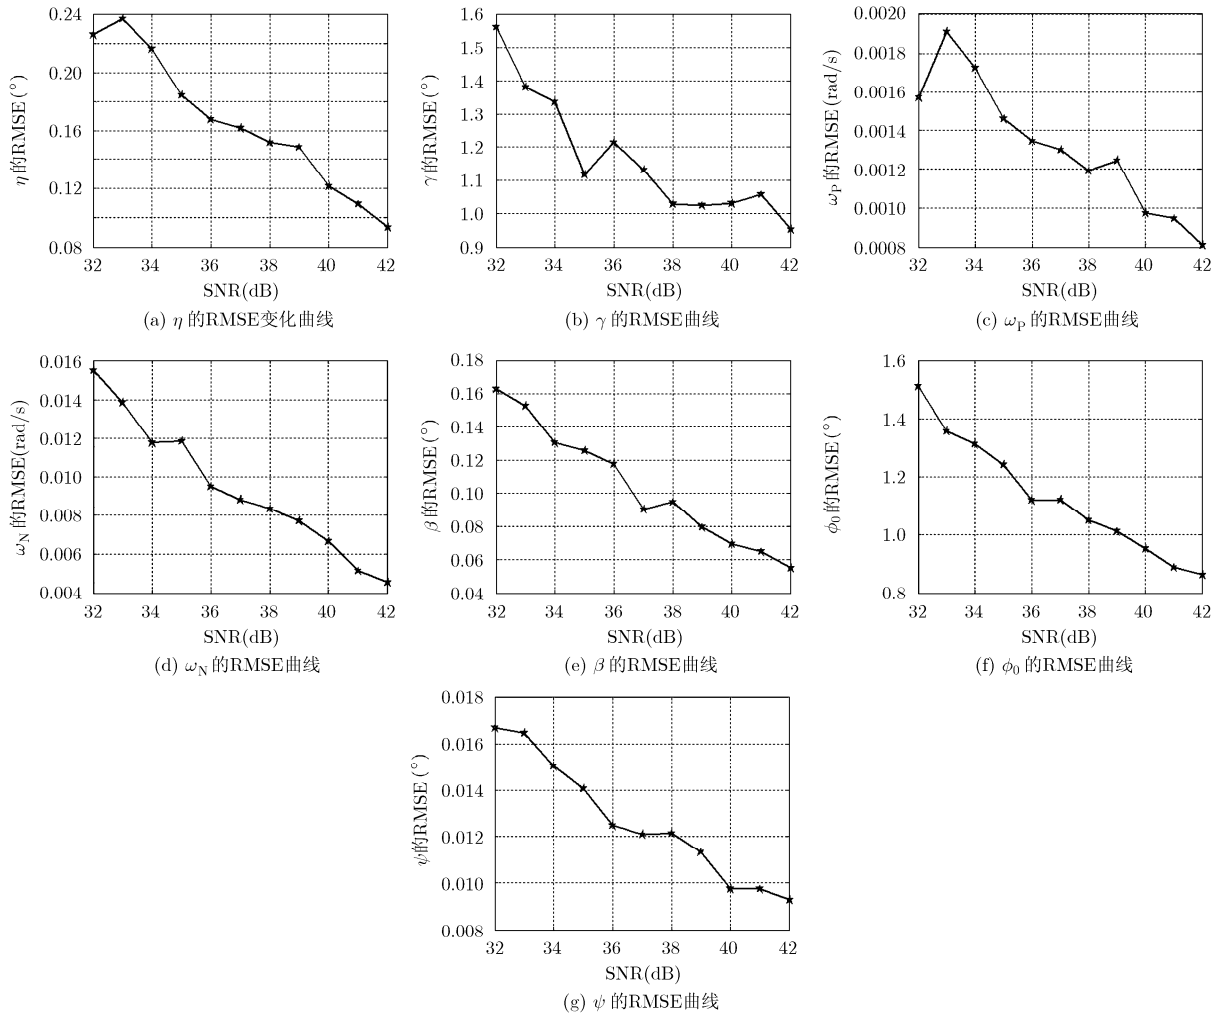 0.24
0.20
0.16
0.12
0.08
η的RMSE(°)
32 34 36 38 40 42
SNR(dB)
(a) η 的RMSE变化曲线
1.6
1.5
1.4
1.3
1.2
1.1
1.0
0.9
γ的RMSE(°)
32 34 36 38 40 42
SNR(dB)
(b) γ 的RMSE曲线
0.0020
0.0018
0.0016
0.0014
0.0012
0.0010
0.0008
ωP的RMSE(rad/s)
32 34 36 38 40 42
SNR(dB)
(c) ωP 的RMSE曲线
0.016
0.014
0.012
0.010
0.008
0.006
0.004
ωN的RMSE(rad/s)
32 34 36 38 40 42
SNR(dB)
(d) ωN 的RMSE曲线
0.18
0.16
0.14
0.12
0.10
0.08
0.06
0.04
β的RMSE(°)
32 34 36 38 40 42
SNR(dB)
(e) β 的RMSE曲线
1.6
1.4
1.2
1.0
0.8
ϕ0的RMSE(°)
32 34 36 38 40 42
SNR(dB)
(f) ϕ0 的RMSE曲线
0.018
0.016
0.014
0.012
0.010
0.008
ψ的RMSE(°)
32 34 36 38 40 42
SNR(dB)
(g) ψ 的RMSE曲线